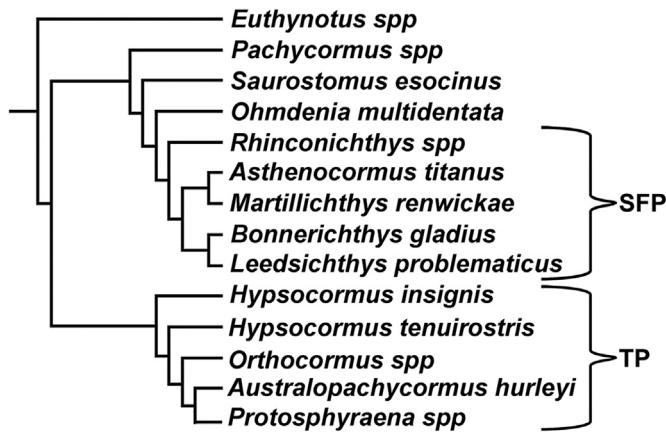 Euthynotus spp
Pachycormus spp
Saurostomus esocinus
Ohmdenia multidentata
Rhinconichthys spp
Asthenocormus titanus
Martillichthys renwickae
Bonnerichthys gladius
Leedsichthys problematicus
SFP
Hypsocormus insignis
Hypsocormus tenuirostris
Orthocormus spp
Australopachycormus hurleyi
Protosphyraena spp
TP